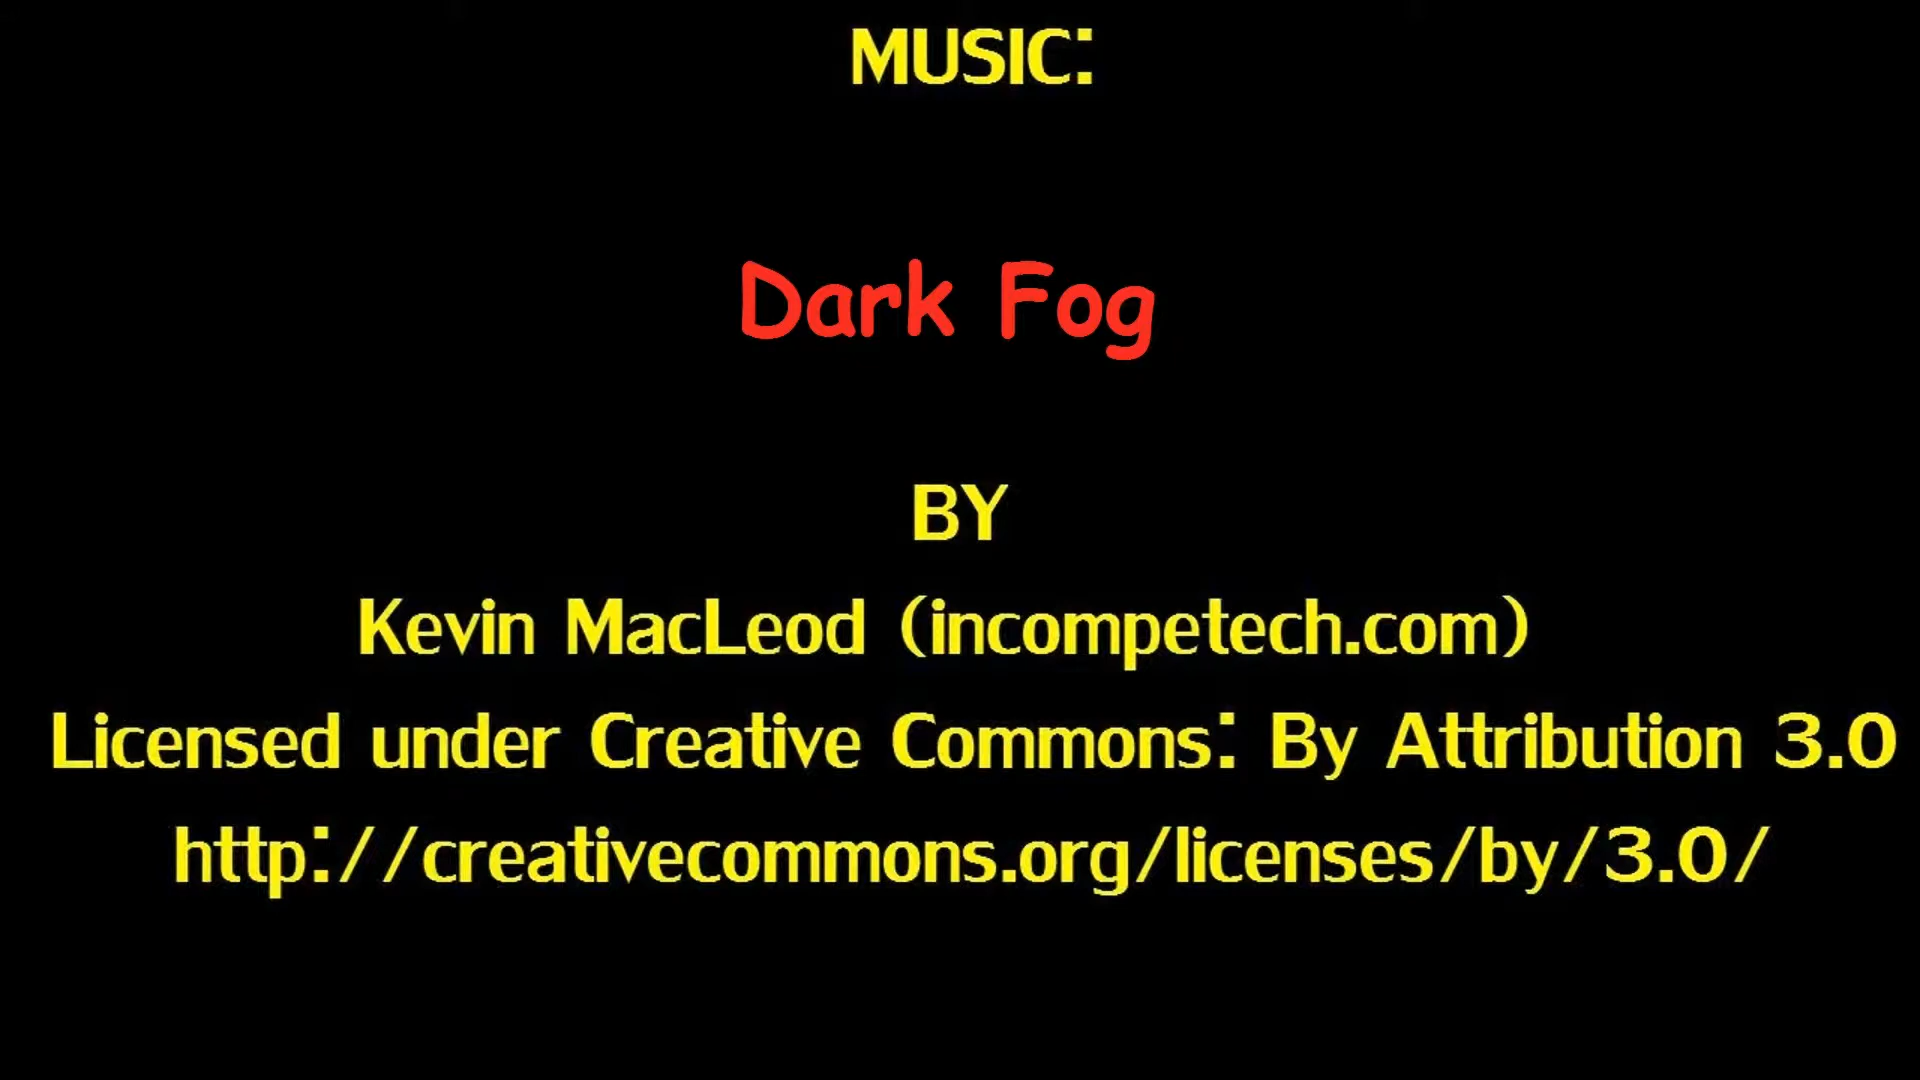 MUSIC:
Dark Fog
BY
Kevin MacLeod (incompetech.com)
Licensed under Creative Commons: By Attribution 3.0
http://creativecommons.org/licenses/by/3.0/